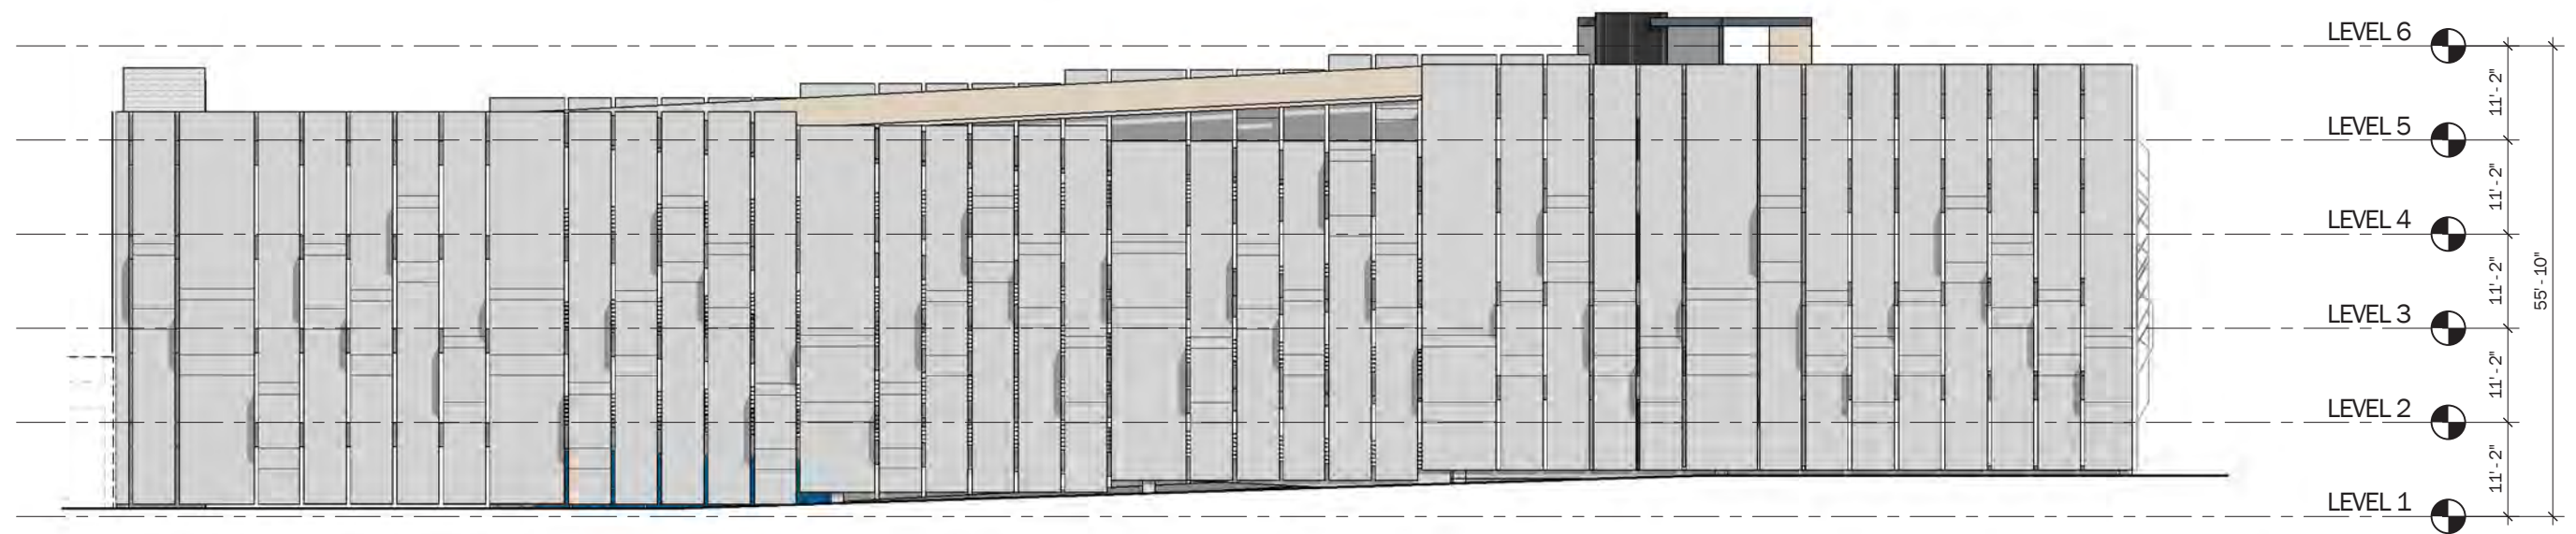 LEVEL 6
11'-2"
LEVEL 5
11'-2"
LEVEL 4
11'-2"
55'-10"
LEVEL 3
11'-2"
LEVEL 2
11'-2"
LEVEL 1